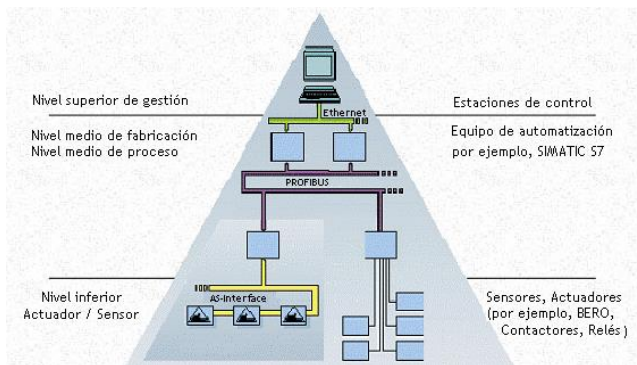 Ethernet
Nivel superior de gestión
Estaciones de control
Nivel medio de fabricación
Nivel medio de proceso
Equipo de automatización
por ejemplo, SIMATIC S7
PROFIBUS
AS-Interface
Nivel inferior
Actuador / Sensor
Sensores, Actuadores
(por ejemplo, BERO,
Contactores, Relés)